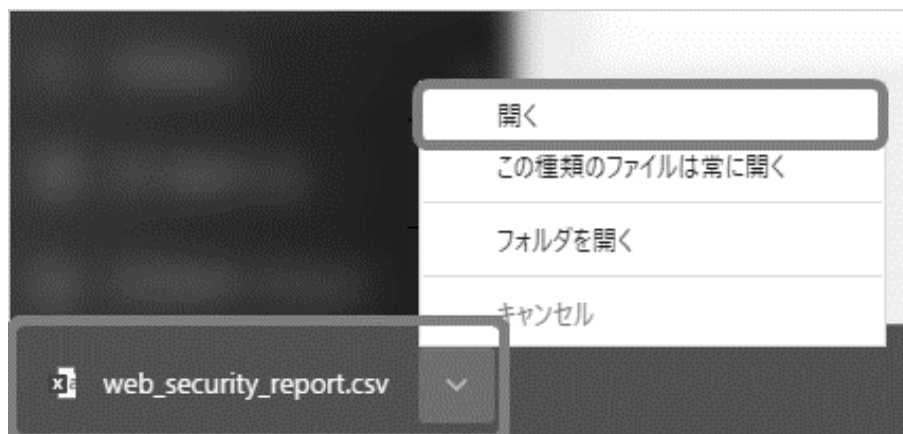 開く
この種類のファイルは常に開く
フォルダを開く
キャンセル
web_security_report.csv